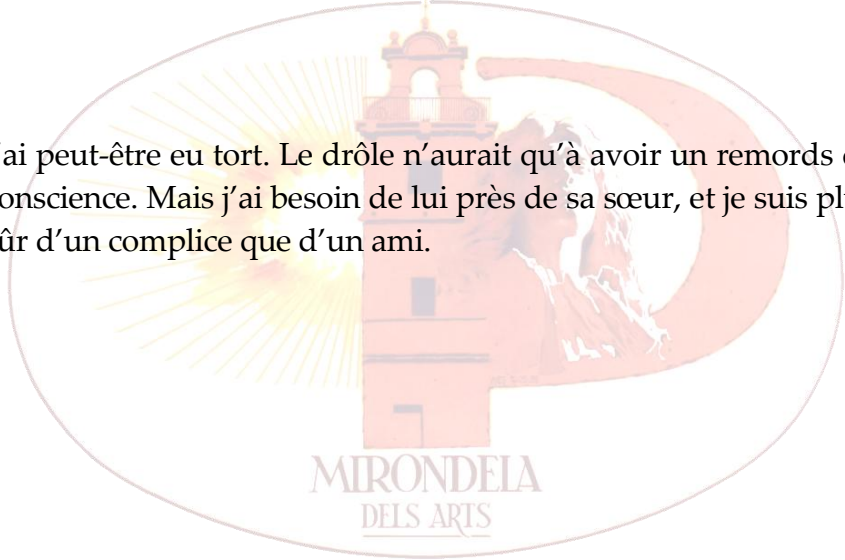 'ai peut-être eu tort. Le drôle n'aurait qu'à avoir un remords
onscience. Mais j'ai besoin de lui près de sa sœur, et je suis pl
ûr d'un complice que d'un ami.
MIRONDELA
DELS ARTS